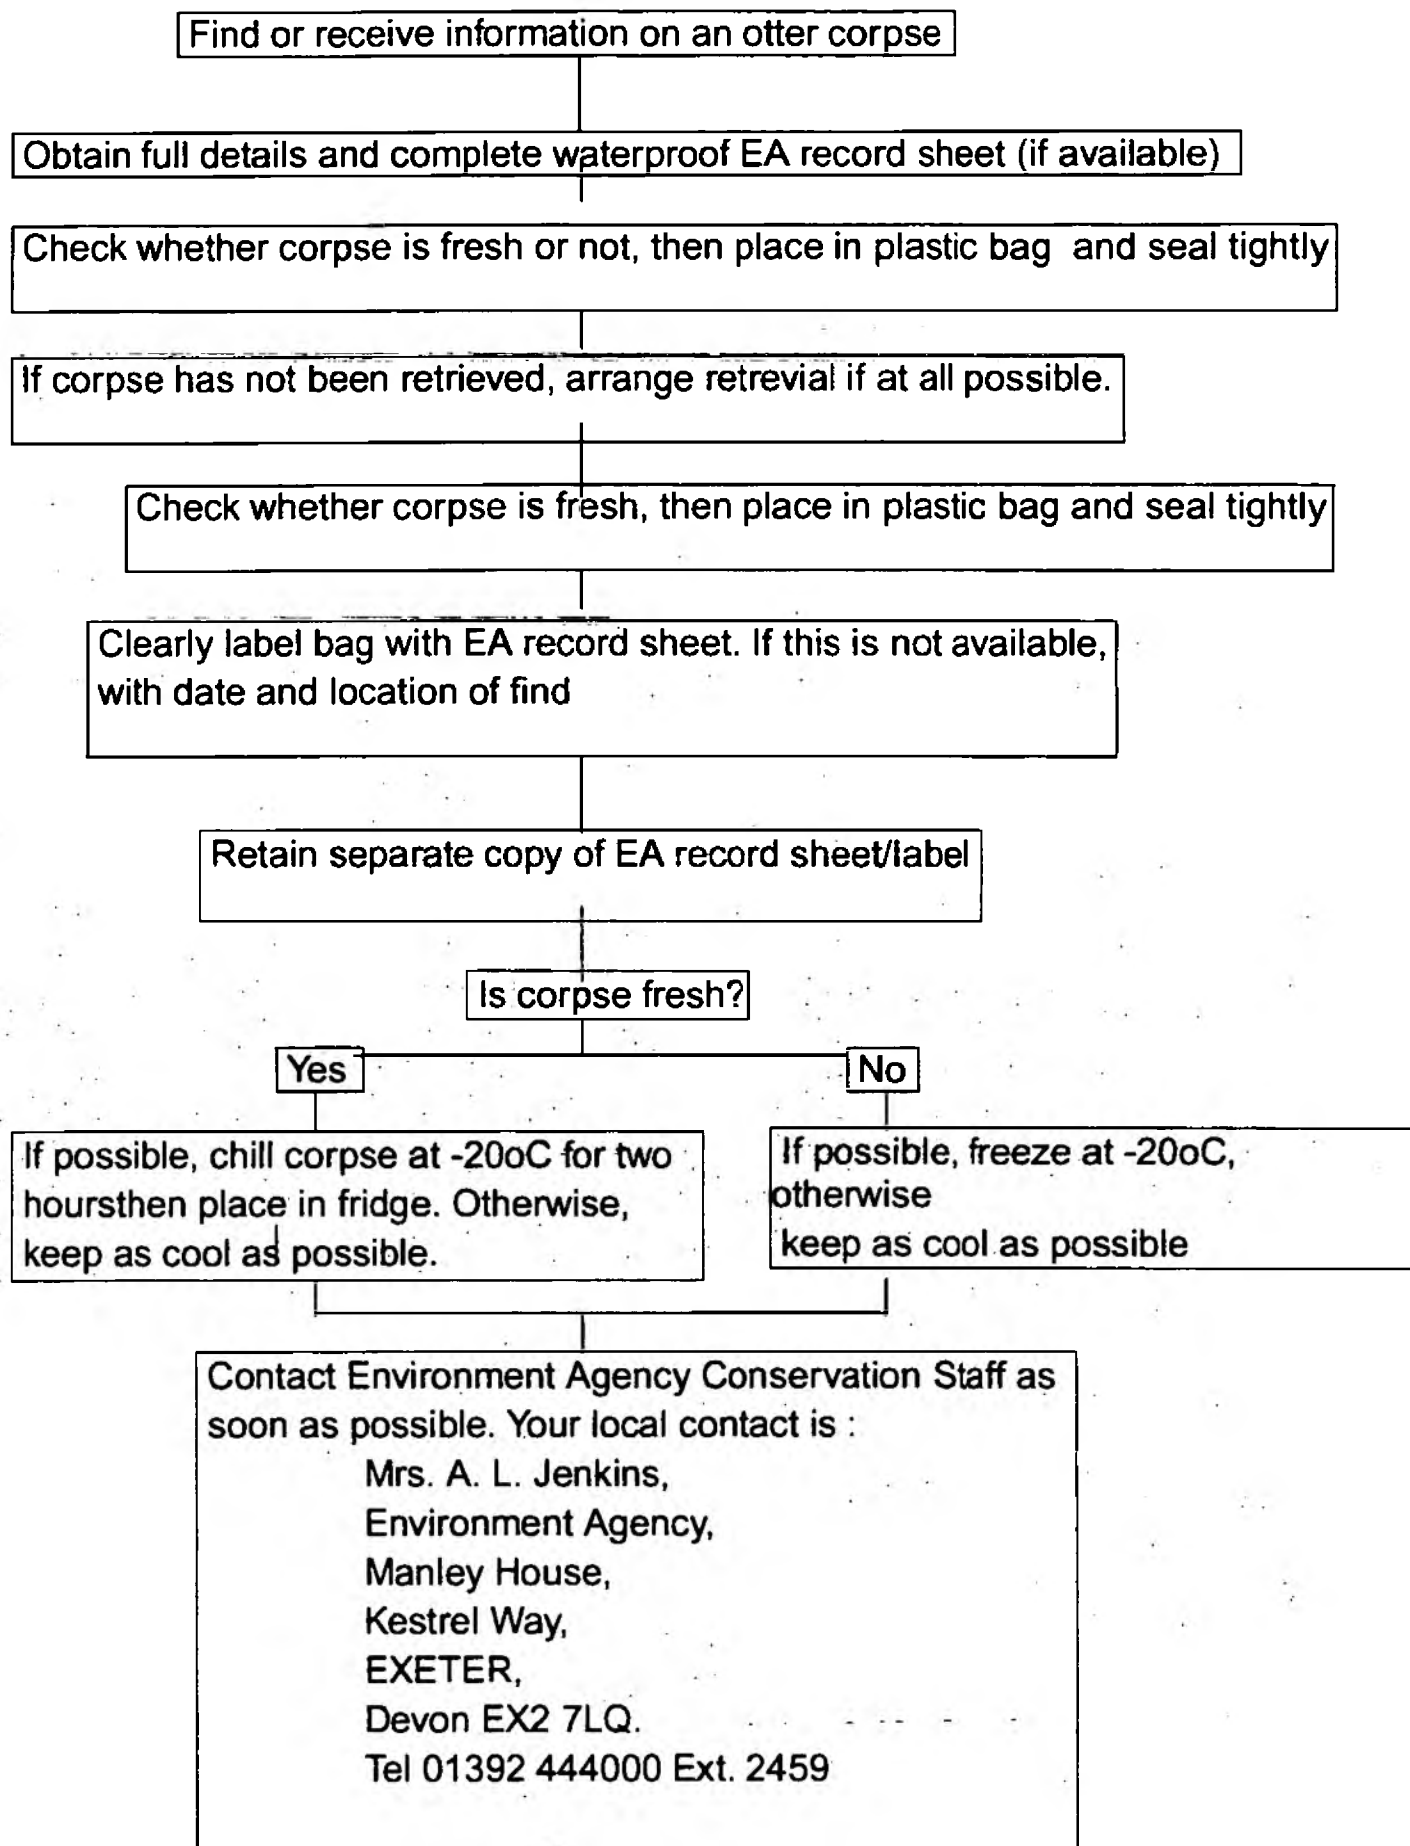 Find or receive information on an otter corpse
Obtain full details and complete waterproof EA record sheet (if available)
Check whether corpse is fresh or not, then place in plastic bag and seal tightly
If corpse has not been retrieved, arrange retrevial if at all possible.
Check whether corpse is fresh, then place in plastic bag and seal tightly
Clearly label bag with EA record sheet. If this is not available,
with date and location of find
Retain separate copy of EA record sheet/label
Is corpse fresh?
Yes
No
If possible, chill corpse at -20oC for two
hoursthen place in fridge. Otherwise,
keep as cool as possible.
If possible, freeze at -20oC,
otherwise
keep as cool as possible
Contact Environment Agency Conservation Staff as
soon as possible. Your local contact is :
Mrs. A. L. Jenkins,
Environment Agency,
Manley House,
Kestrel Way,
EXETER,
Devon EX2 7LQ.
Tel 01392 444000 Ext. 2459